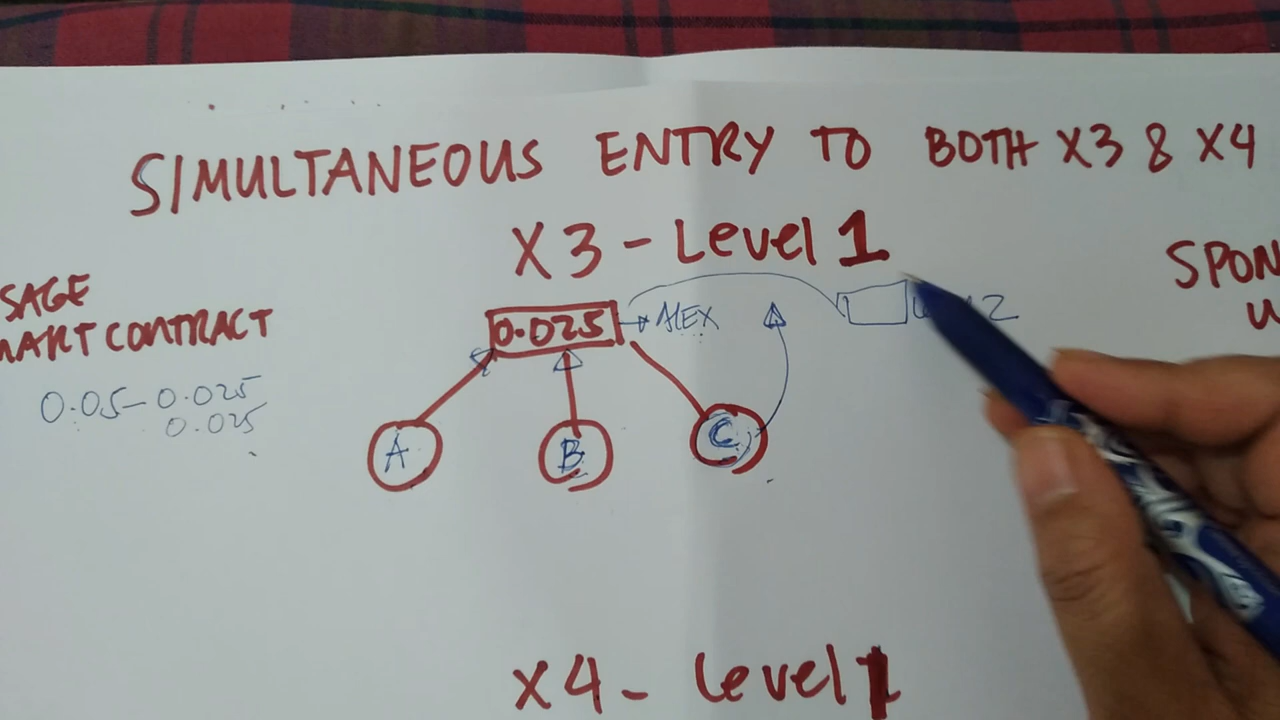 SIMULTANEOUS ENTRY TO BOTH X3 & X4
X3 - Level 1
SPON
SAGE
MART CONTRACT
0.025
ALEX
2
0.05 - 0.025
0.025
A
B
C
X4 - Level 1